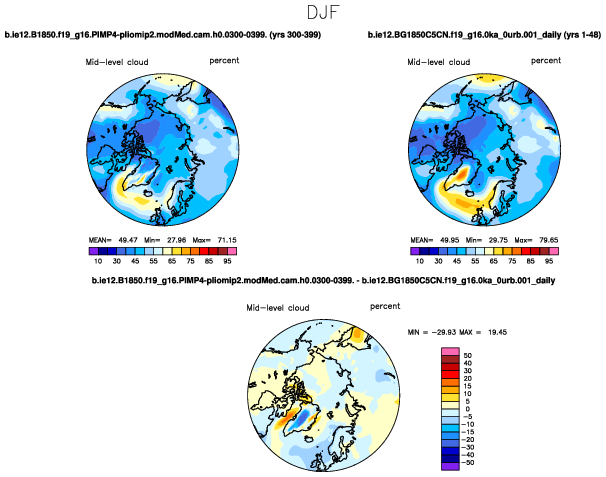 DJF
b.ie12.B1850.f19_g16.PIMP4-pliomip2.modMed.cam.h0.0300-0399. (yrs 300-399)
b.ie12.BG1850C5CN.f19_g16.0ka_0urb.001_daily (yrs 1-48)
Mid-level cloud percent
Mid-level cloud percent
MEAN= 49.47 Min= 27.96 Max= 71.15
MEAN= 49.95 Min= 29.75 Max= 79.65
10 30 45 55 65 75 85 95
10 30 45 55 65 75 85 95
b.ie12.B1850.f19_g16.PIMP4-pliomip2.modMed.cam.h0.0300-0399. - b.ie12.BG1850C5CN.f19_g16.0ka_0urb.001_daily
Mid-level cloud percent
MIN = -29.93 MAX = 19.45
50
40
30
20
15
10
5
0
-5
-10
-15
-20
-30
-40
-50